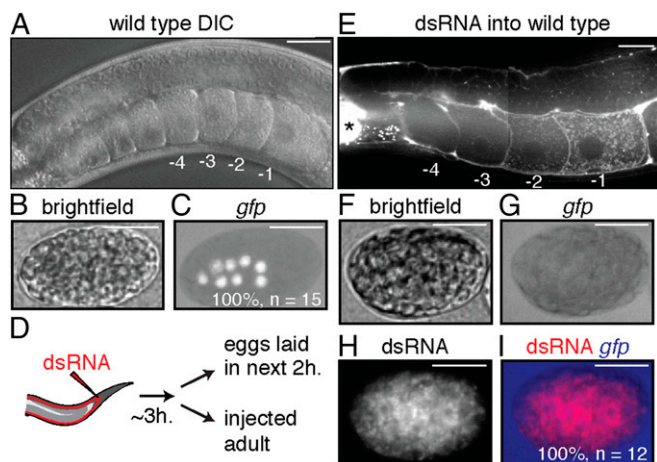 A wild type DIC
-4 -3 -2 -1
B brightfield
C gfp
100%, n = 15
D
dsRNA
~3h.
eggs laid
in next 2h.
injected
adult
E dsRNA into wild type
*
-4 -3 -2 -1
F brightfield
G gfp
H dsRNA
I dsRNA gfp
100%, n = 12